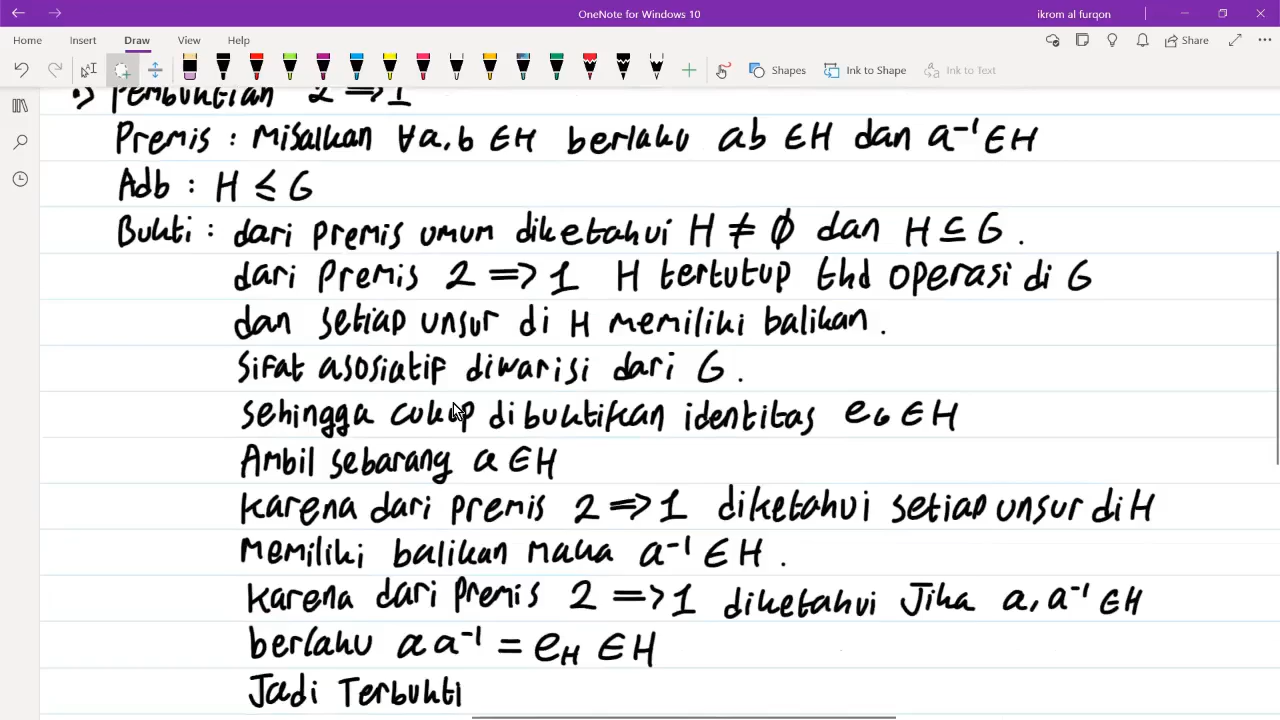 OneNote for Windows 10
ikrom al furqon
Home Insert Draw View Help
Share
Shapes
Ink to Shape
Ink to Text
•) Pembuktian 2 => 1
Premis : Misalkan ∀a,b ∈H berlaku ab ∈H dan a⁻¹ ∈H
Adb : H ≤ G
Bukti : dari Premis umum diketahui H ≠ ∅ dan H ⊆ G .
dari Premis 2 => 1 H tertutup thd operasi di G
dan setiap unsur di H memiliki balikan .
Sifat asosiatif diwarisi dari G .
Sehingga cukup dibuktikan identitas e_G ∈H
Ambil sebarang a ∈H
Karena dari premis 2 => 1 diketahui setiap unsur di H
Memiliki balikan maka a⁻¹ ∈H .
Karena dari Premis 2 => 1 diketahui Jika a, a⁻¹ ∈H
berlaku a a⁻¹ = e_H ∈H
Jadi Terbukti